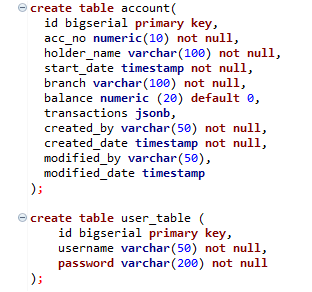 create table account(
id bigserial primary key,
acc_no numeric(10) not null,
holder_name varchar(100) not null,
start_date timestamp not null,
branch varchar(100) not null,
balance numeric (20) default 0,
transactions jsonb,
created_by varchar(50) not null,
created_date timestamp not null,
modified_by varchar(50),
modified_date timestamp
);
create table user_table (
id bigserial primary key,
username varchar(50) not null,
password varchar(200) not null
);